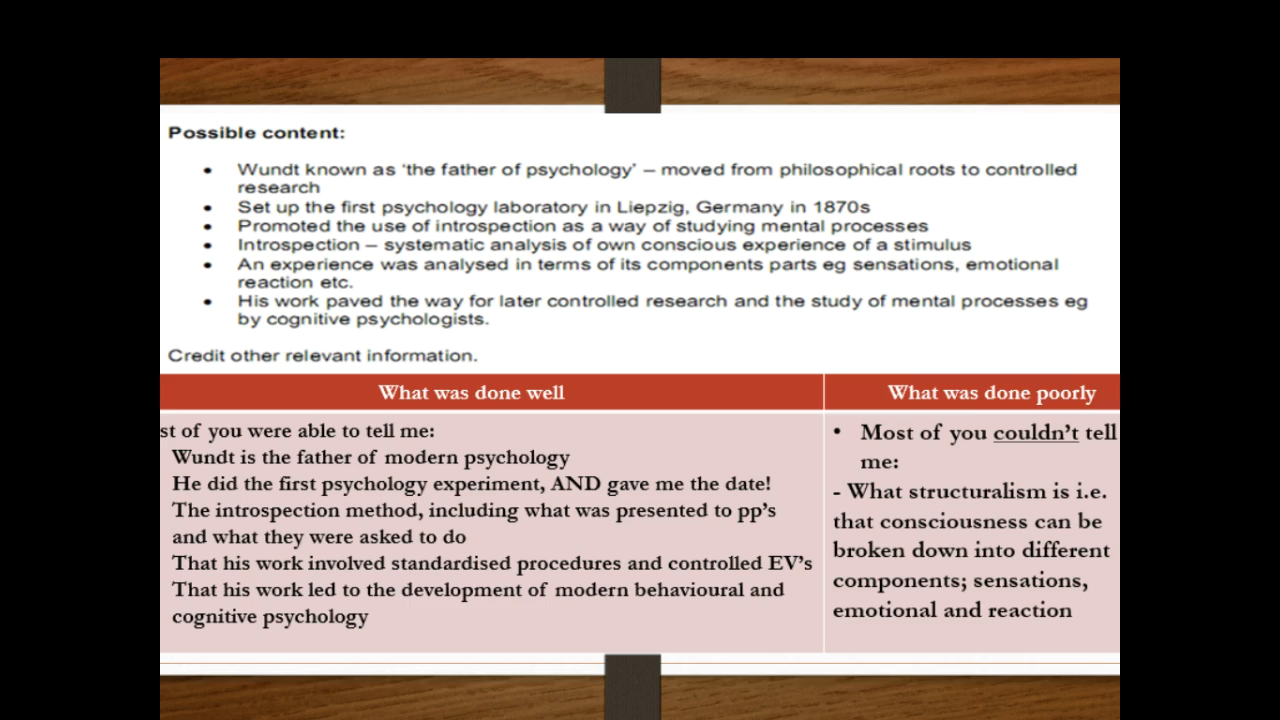 Possible content:
• Wundt known as 'the father of psychology' – moved from philosophical roots to controlled
research
• Set up the first psychology laboratory in Liepzig, Germany in 1870s
• Promoted the use of introspection as a way of studying mental processes
• Introspection – systematic analysis of own conscious experience of a stimulus
• An experience was analysed in terms of its components parts eg sensations, emotional
reaction etc.
• His work paved the way for later controlled research and the study of mental processes eg
by cognitive psychologists.
Credit other relevant information.
What was done well
st of you were able to tell me:
Wundt is the father of modern psychology
He did the first psychology experiment, AND gave me the date!
The introspection method, including what was presented to pp's
and what they were asked to do
That his work involved standardised procedures and controlled EV's
That his work led to the development of modern behavioural and
cognitive psychology
What was done poorly
• Most of you couldn't tell
me:
- What structuralism is i.e.
that consciousness can be
broken down into different
components; sensations,
emotional and reaction